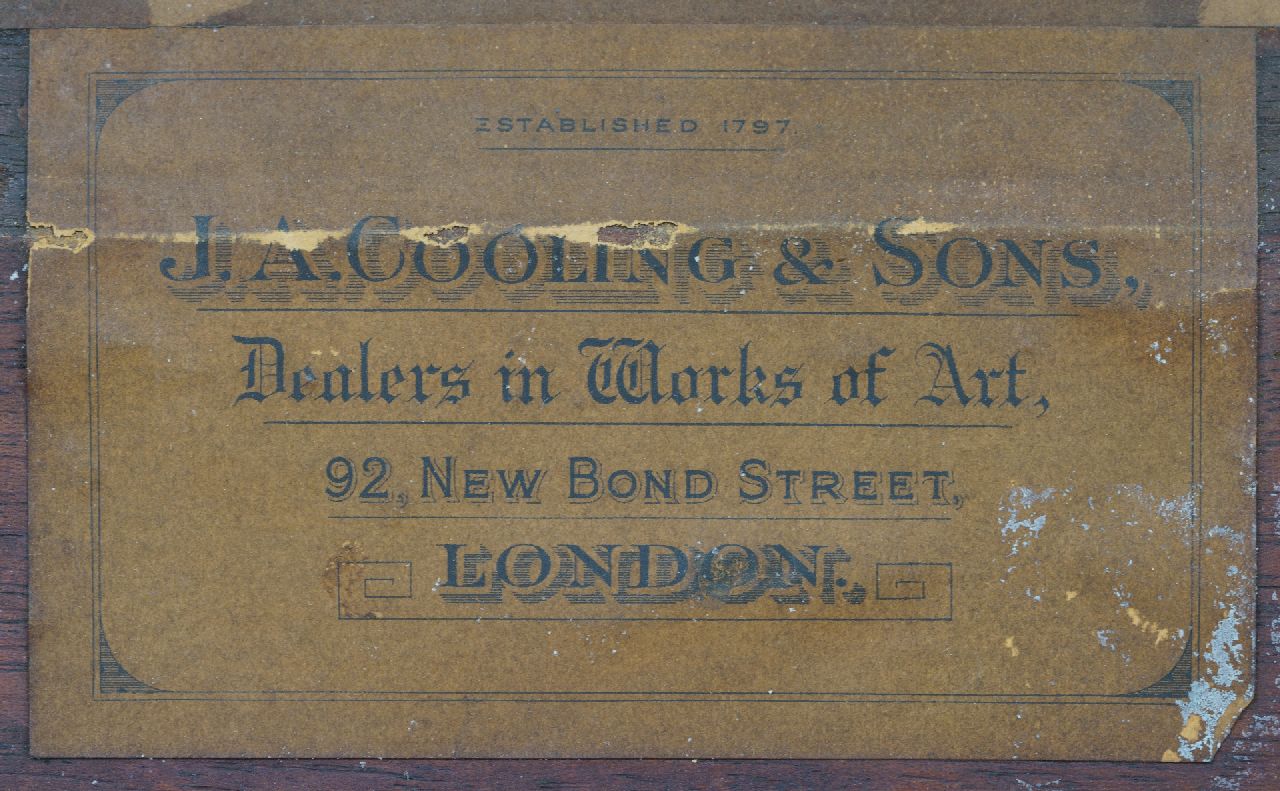 ESTABLISHED 1797.
J. A. COOLING & SONS,
Dealers in Works of Art,
92, NEW BOND STREET,
LONDON.